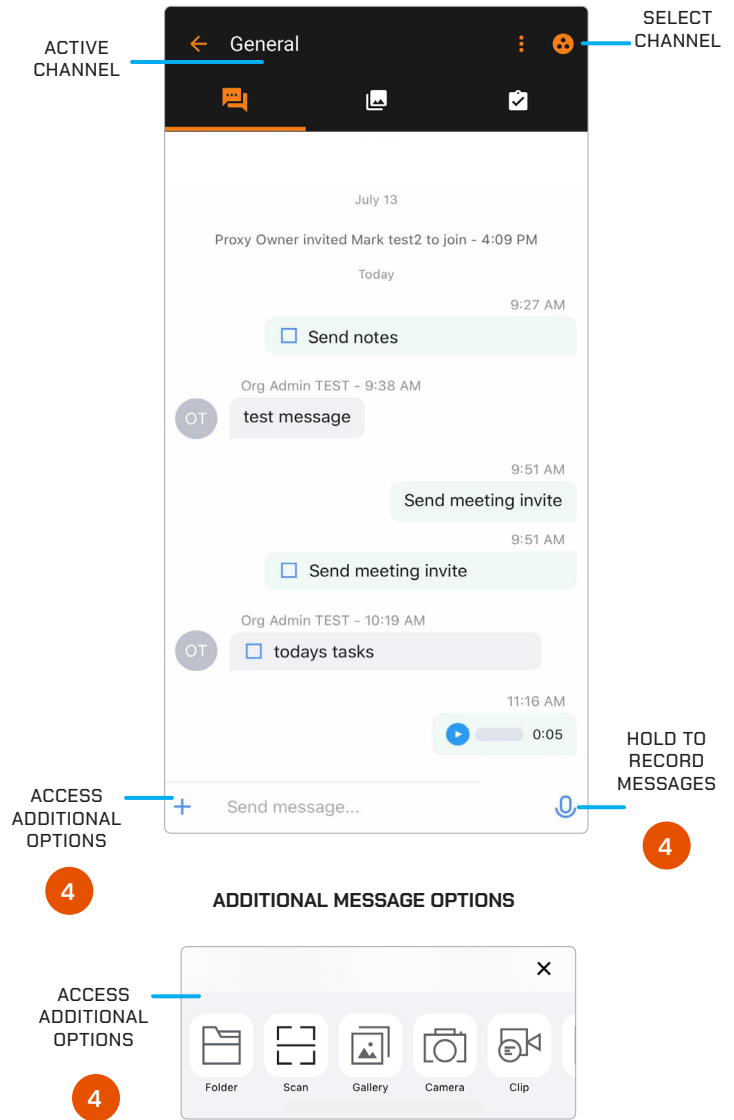 SELECT
CHANNEL
ACTIVE
CHANNEL
General
July 13
Proxy Owner invited Mark test2 to join - 4:09 PM
Today
9:27 AM
Send notes
Org Admin TEST - 9:38 AM
OT
test message
9:51 AM
Send meeting invite
9:51 AM
Send meeting invite
Org Admin TEST - 10:19 AM
OT
todays tasks
11:16 AM
0:05
HOLD TO
RECORD
MESSAGES
4
ACCESS
ADDITIONAL
OPTIONS
4
Send message...
ADDITIONAL MESSAGE OPTIONS
ACCESS
ADDITIONAL
OPTIONS
4
Folder
Scan
Gallery
Camera
Clip